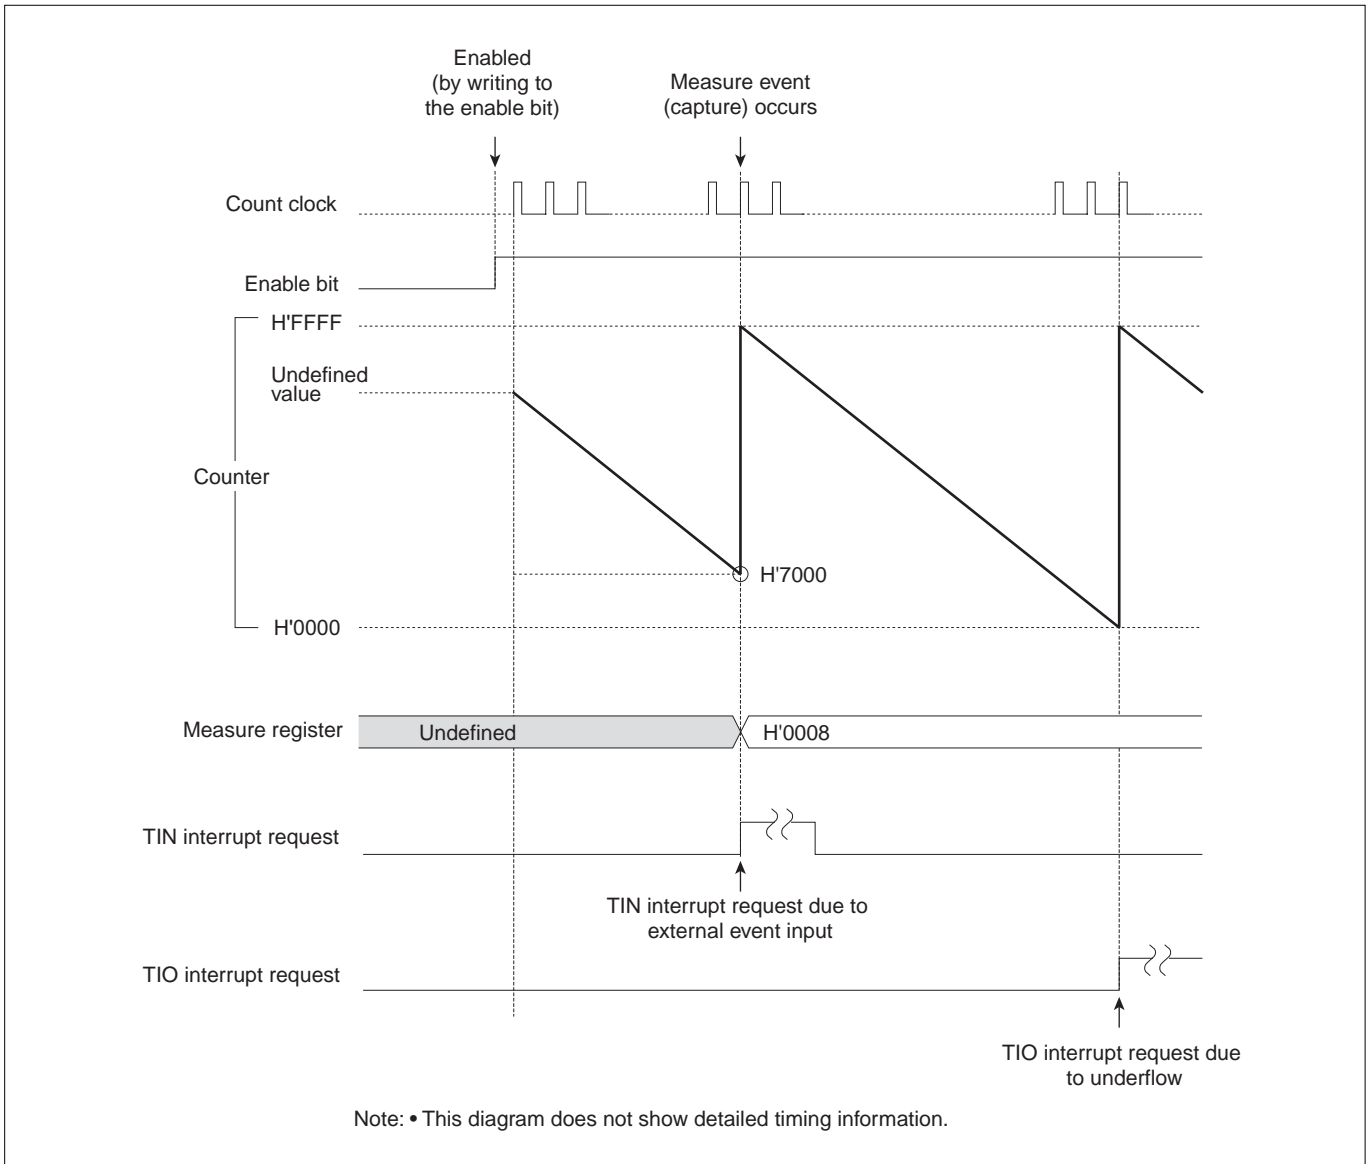 Enabled
(by writing to
the enable bit)
Measure event
(capture) occurs
Count clock
Enable bit
H'FFFF
Undefined
value
Counter
H'7000
H'0000
Measure register
Undefined
H'0008
TIN interrupt request
TIN interrupt request due to
external event input
TIO interrupt request
TIO interrupt request due
to underflow
Note: • This diagram does not show detailed timing information.